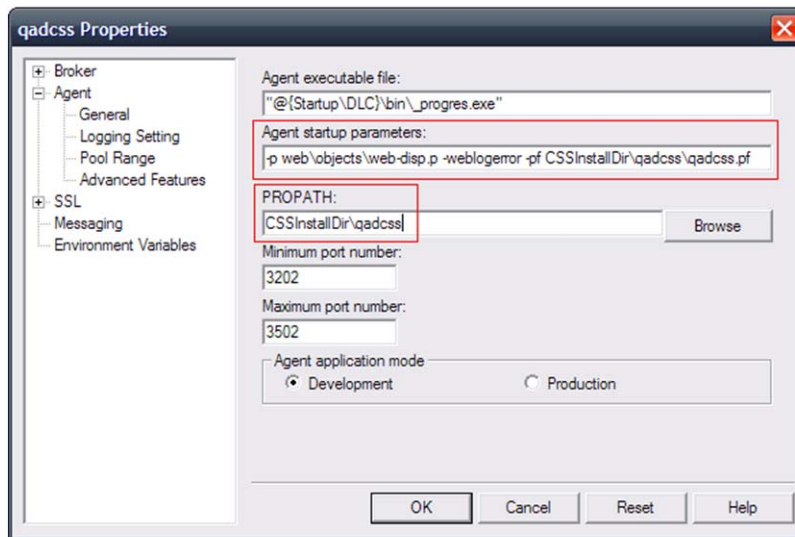 qadcss Properties
Broker
Agent
General
Logging Setting
Pool Range
Advanced Features
SSL
Messaging
Environment Variables
Agent executable file:
"@{Startup\DLC}\bin\_progres.exe"
Agent startup parameters:
-p web\objects\web-disp.p -weblogerror -pf CSSInstallDir\qadcss\qadcss.pf
PROPATH:
CSSInstallDir\qadcss
Browse
Minimum port number:
3202
Maximum port number:
3502
Agent application mode
Development Production
OK Cancel Reset Help